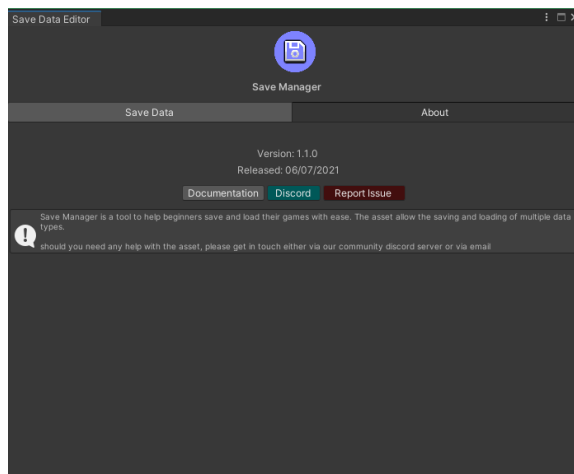 Save Data Editor
Save Manager
Save Data
About
Version: 1.1.0
Released: 06/07/2021
Documentation
Discord
Report Issue
Save Manager is a tool to help beginners save and load their games with ease. The asset allow the saving and loading of multiple data
types.
should you need any help with the asset, please get in touch either via our community discord server or via email